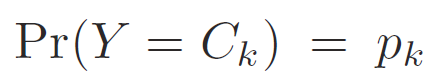 Pr(Y = C_k) = p_k